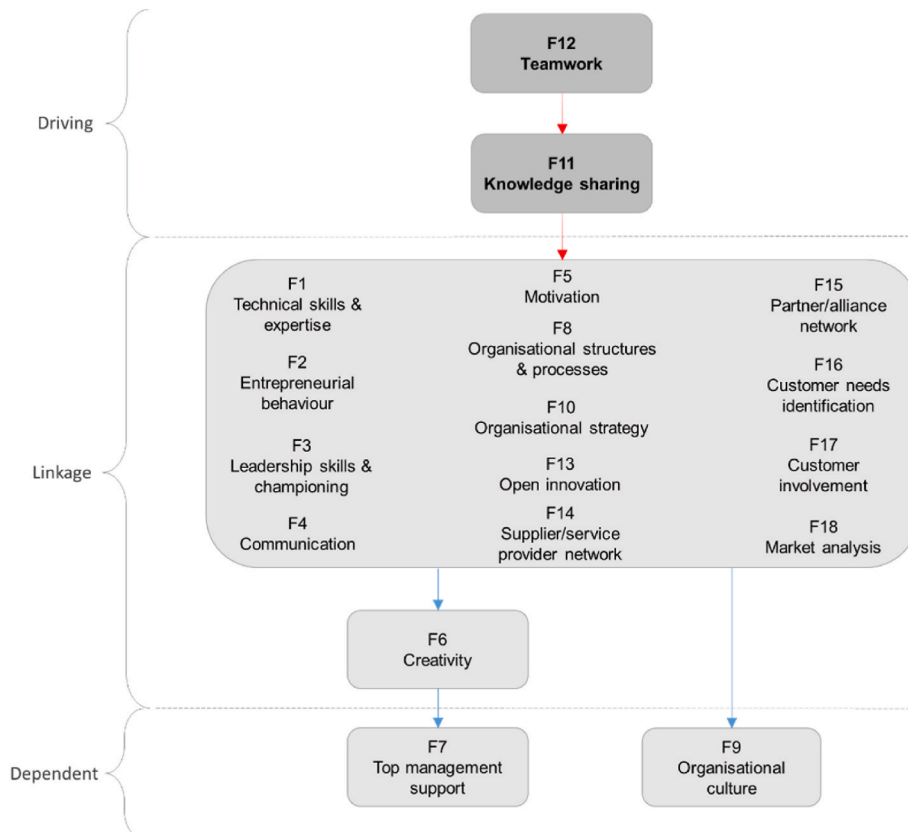 Driving
F12
Teamwork
F11
Knowledge sharing
Linkage
F1
Technical skills &
expertise
F2
Entrepreneurial
behaviour
F3
Leadership skills &
championing
F4
Communication
F5
Motivation
F8
Organisational structures
& processes
F10
Organisational strategy
F13
Open innovation
F14
Supplier/service
provider network
F15
Partner/alliance
network
F16
Customer needs
identification
F17
Customer
involvement
F18
Market analysis
F6
Creativity
Dependent
F7
Top management
support
F9
Organisational
culture